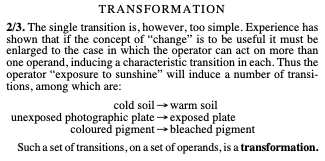 TRANSFORMATION
2/3. The single transition is, however, too simple. Experience has
shown that if the concept of “change” is to be useful it must be
enlarged to the case in which the operator can act on more than
one operand, inducing a characteristic transition in each. Thus the
operator “exposure to sunshine” will induce a number of transi-
tions, among which are:
cold soil → warm soil
unexposed photographic plate → exposed plate
coloured pigment → bleached pigment
Such a set of transitions, on a set of operands, is a transformation.